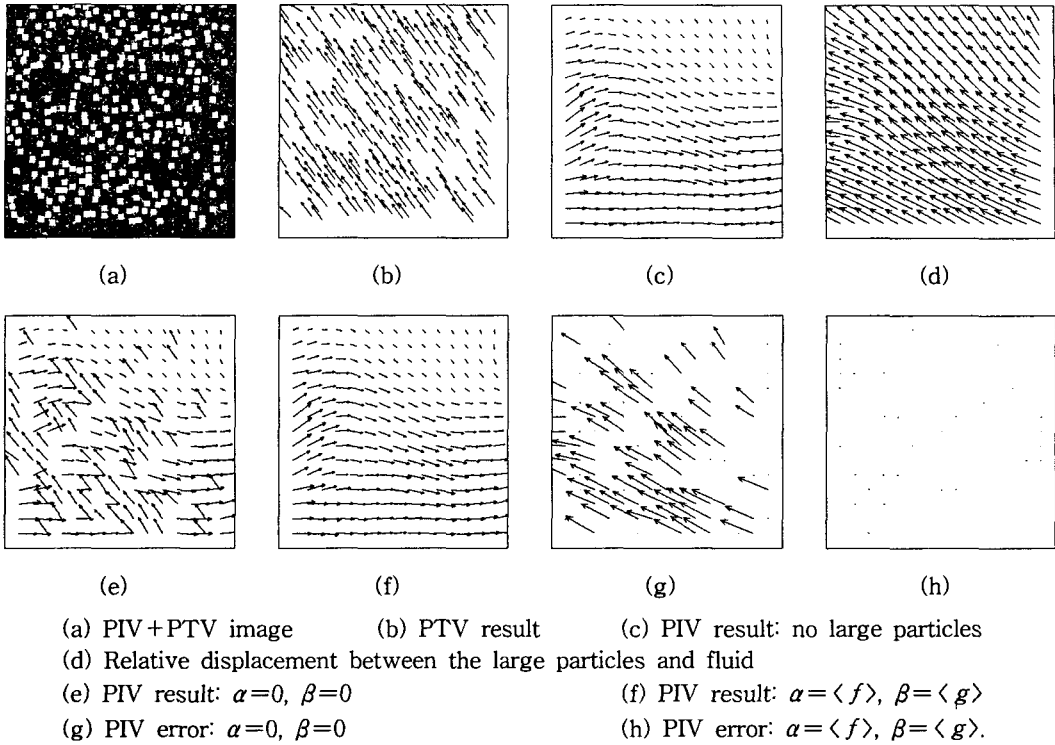 (a) (b) (c) (d)
(e) (f) (g) (h)
(a) PIV+PTV image (b) PTV result (c) PIV result: no large particles
(d) Relative displacement between the large particles and fluid
(e) PIV result: α=0, β=0 (f) PIV result: α=⟨f⟩, β=⟨g⟩
(g) PIV error: α=0, β=0 (h) PIV error: α=⟨f⟩, β=⟨g⟩.